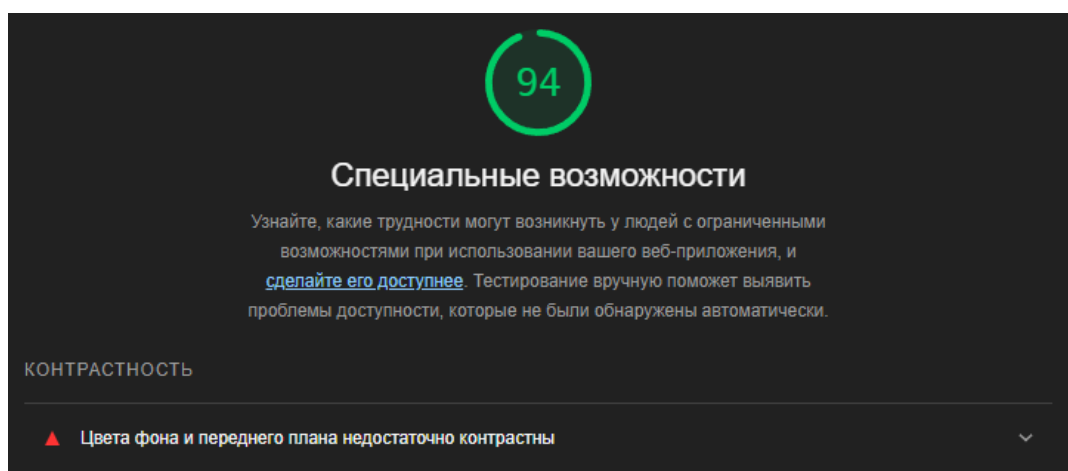 94
Специальные возможности
Узнайте, какие трудности могут возникнуть у людей с ограниченными
возможностями при использовании вашего веб-приложения, и
сделайте его доступнее. Тестирование вручную поможет выявить
проблемы доступности, которые не были обнаружены автоматически.
КОНТРАСТНОСТЬ
Цвета фона и переднего плана недостаточно контрастны